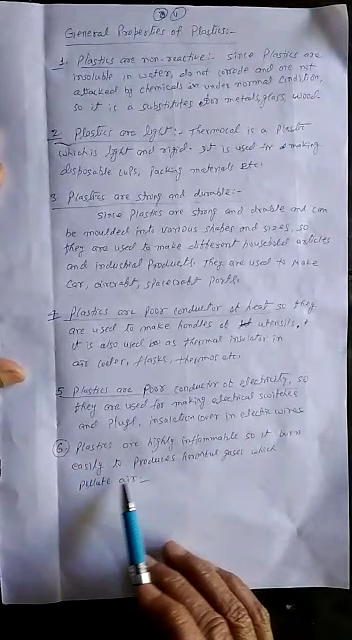 General Properties of Plastics:-
1. Plastics are non-reactive:- Since Plastics are
insoluble in water, do not corode and are not
attacked by chemicals under normal condition,
so it is a substitutes for metals, glass, wood.
2. Plastics are light:- Thermocol is a Plastic
which is light and rigid. It is used for making
disposable cups, packing materials etc.
3. Plastics are strong and durable:-
Since Plastics are strong and durable and can
be moulded into various shapes and sizes, so
they are used to make different household articles
and industrial Products. They are used to make
car, aircraft, spacecraft parts.
4. Plastics are Poor conductor of heat so they
are used to make handles of utensils,
it is also used as thermal insulator in
air cooler, flasks, thermos etc.
5. Plastics are Poor conductor of electricity, so
they are used for making electrical switches
and plugs, insulation cover in electric wires
6. Plastics are highly inflammable so it burn
easily to Produces harmful gases which
pullute air-